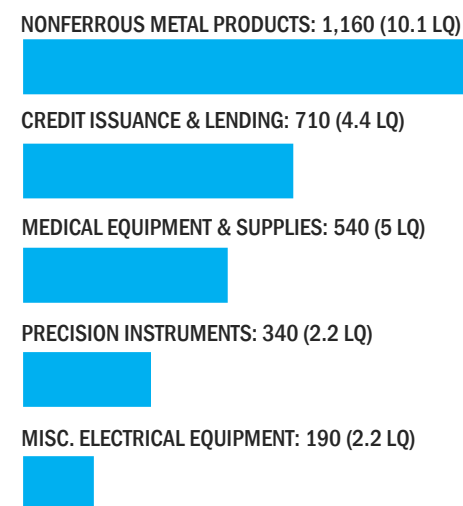 NONFERROUS METAL PRODUCTS: 1,160 (10.1 LQ)
CREDIT ISSUANCE & LENDING: 710 (4.4 LQ)
MEDICAL EQUIPMENT & SUPPLIES: 540 (5 LQ)
PRECISION INSTRUMENTS: 340 (2.2 LQ)
MISC. ELECTRICAL EQUIPMENT: 190 (2.2 LQ)